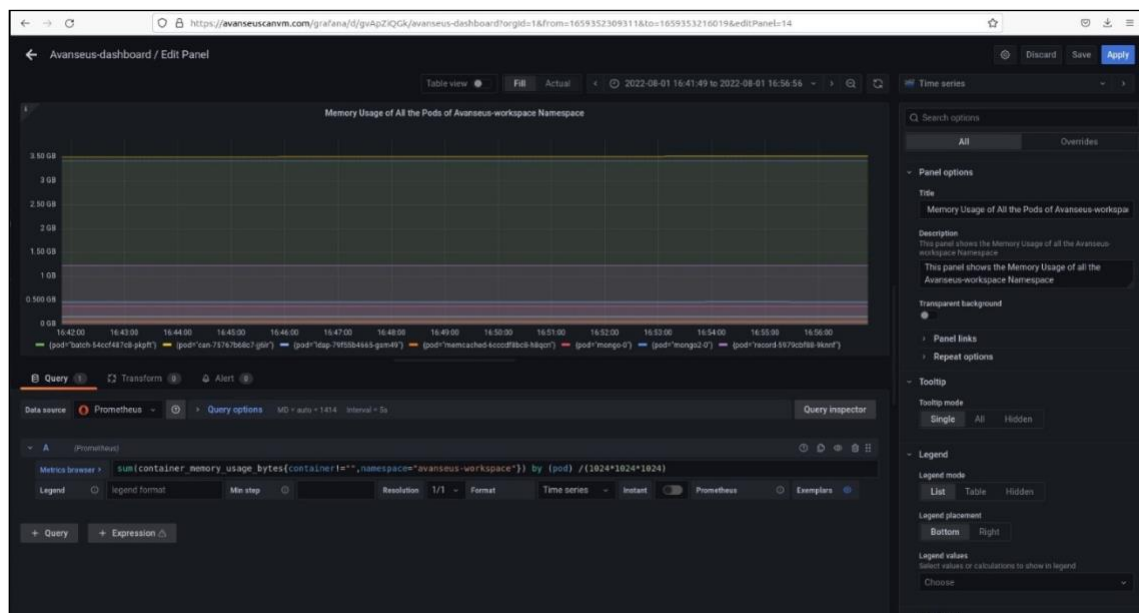 https://avanseuscanvm.com/grafana/d/gvApZiQGk/avanseus-dashboard?orgId=1&from=1659352309311&to=1659353216019&editPanel=14
Avanseus-dashboard / Edit Panel
Discard Save Apply
Table view Fill Actual 2022-08-01 16:41:49 to 2022-08-01 16:56:56
Time series
Memory Usage of All the Pods of Avanseus-workspace Namespace
3.50 GB
3 GB
2.50 GB
2 GB
1.50 GB
1 GB
0.500 GB
0 GB
16:42:00 16:43:00 16:44:00 16:45:00 16:46:00 16:47:00 16:48:00 16:49:00 16:50:00 16:51:00 16:52:00 16:53:00 16:54:00 16:55:00 16:56:00
{pod="batch-54ccf487c8-pkpft"} {pod="mongo-0"} {pod="mongo2-0"}
Query 1 Transform 0 Alert 0
Data source Prometheus Query options MD = auto = 1414 Interval = 5s Query inspector
A (Prometheus)
Metrics browser > sum(container_memory_usage_bytes{container!="",namespace="avanseus-workspace"}) by (pod) /(1024*1024*1024)
Legend legend format Min step Resolution 1/1 Format Time series Instant Prometheus Exemplars
+ Query + Expression
Search options
All Overrides
Panel options
Title
Memory Usage of All the Pods of Avanseus-workspa
Description
This panel shows the Memory Usage of all the Avanseus-
workspace Namespace
This panel shows the Memory Usage of all the
Avanseus-workspace Namespace
Transparent background
Panel links
Repeat options
Tooltip
Tooltip mode
Single All Hidden
Legend
Legend mode
List Table Hidden
Legend placement
Bottom Right
Legend values
Select values or calculations to show in legend
Choose